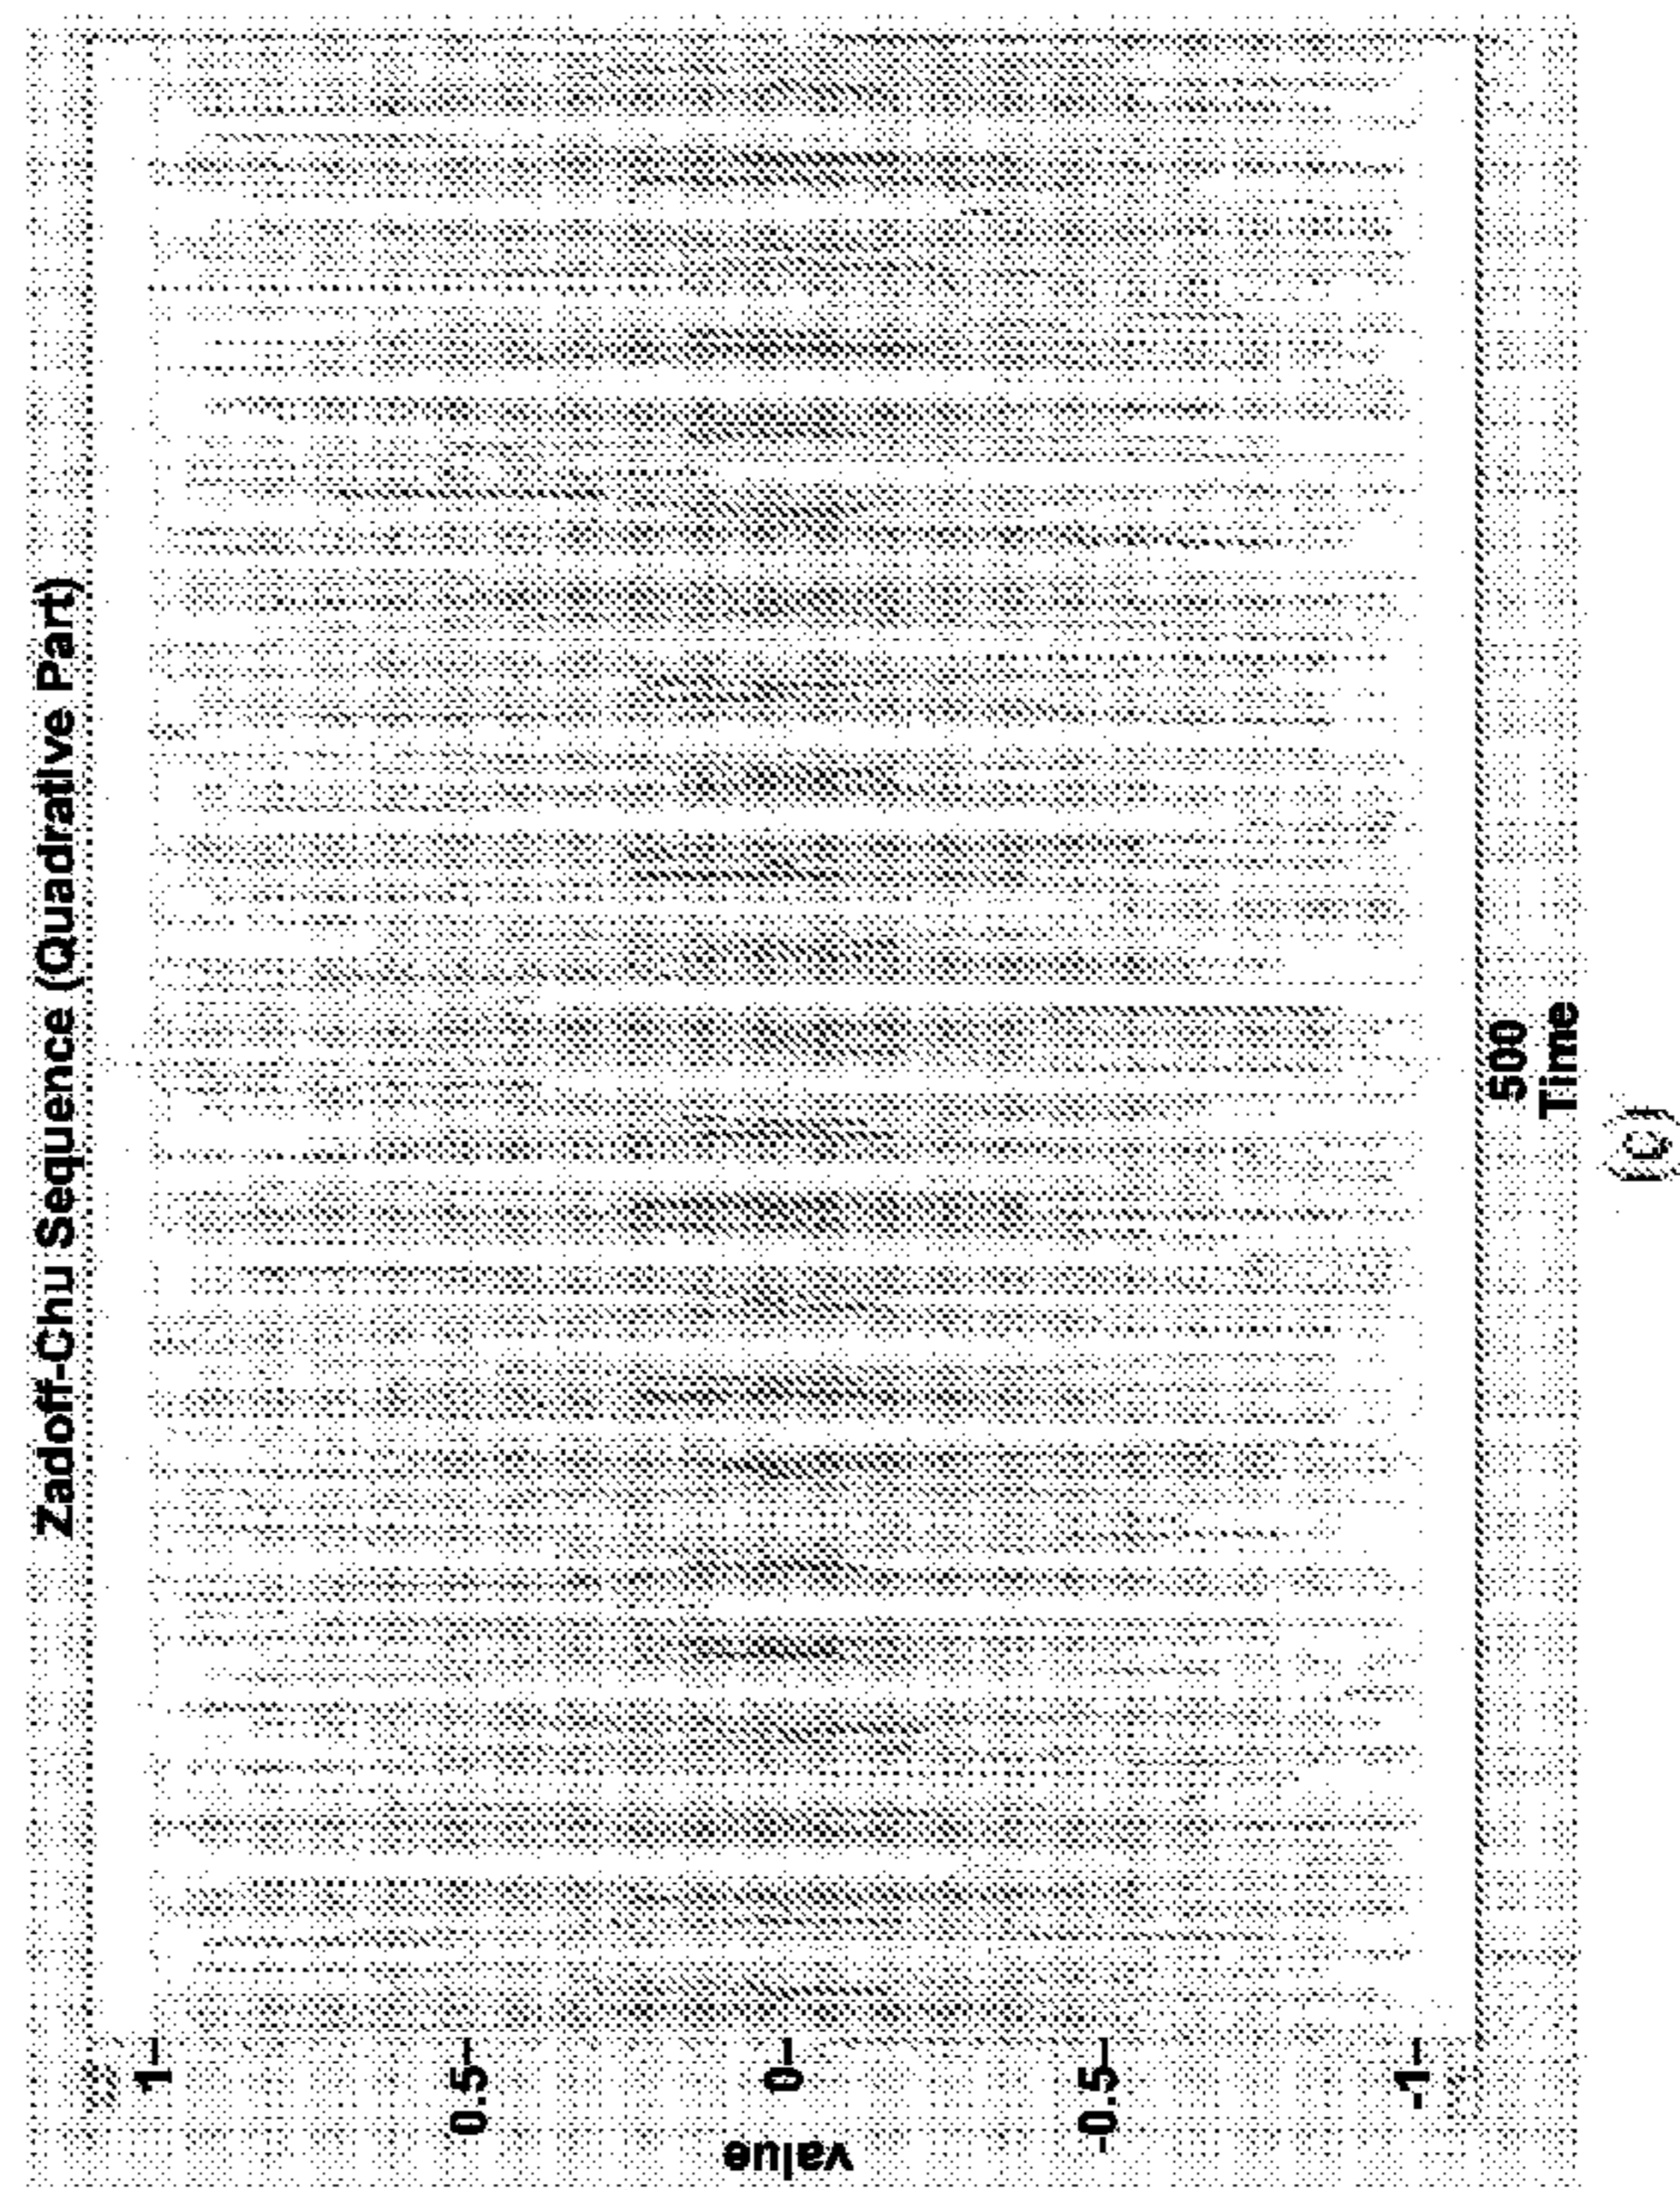 Zadoff-Chu Sequence (Quadrative Part)
1
0.5
0
-0.5
-1
value
500
Time
(c)